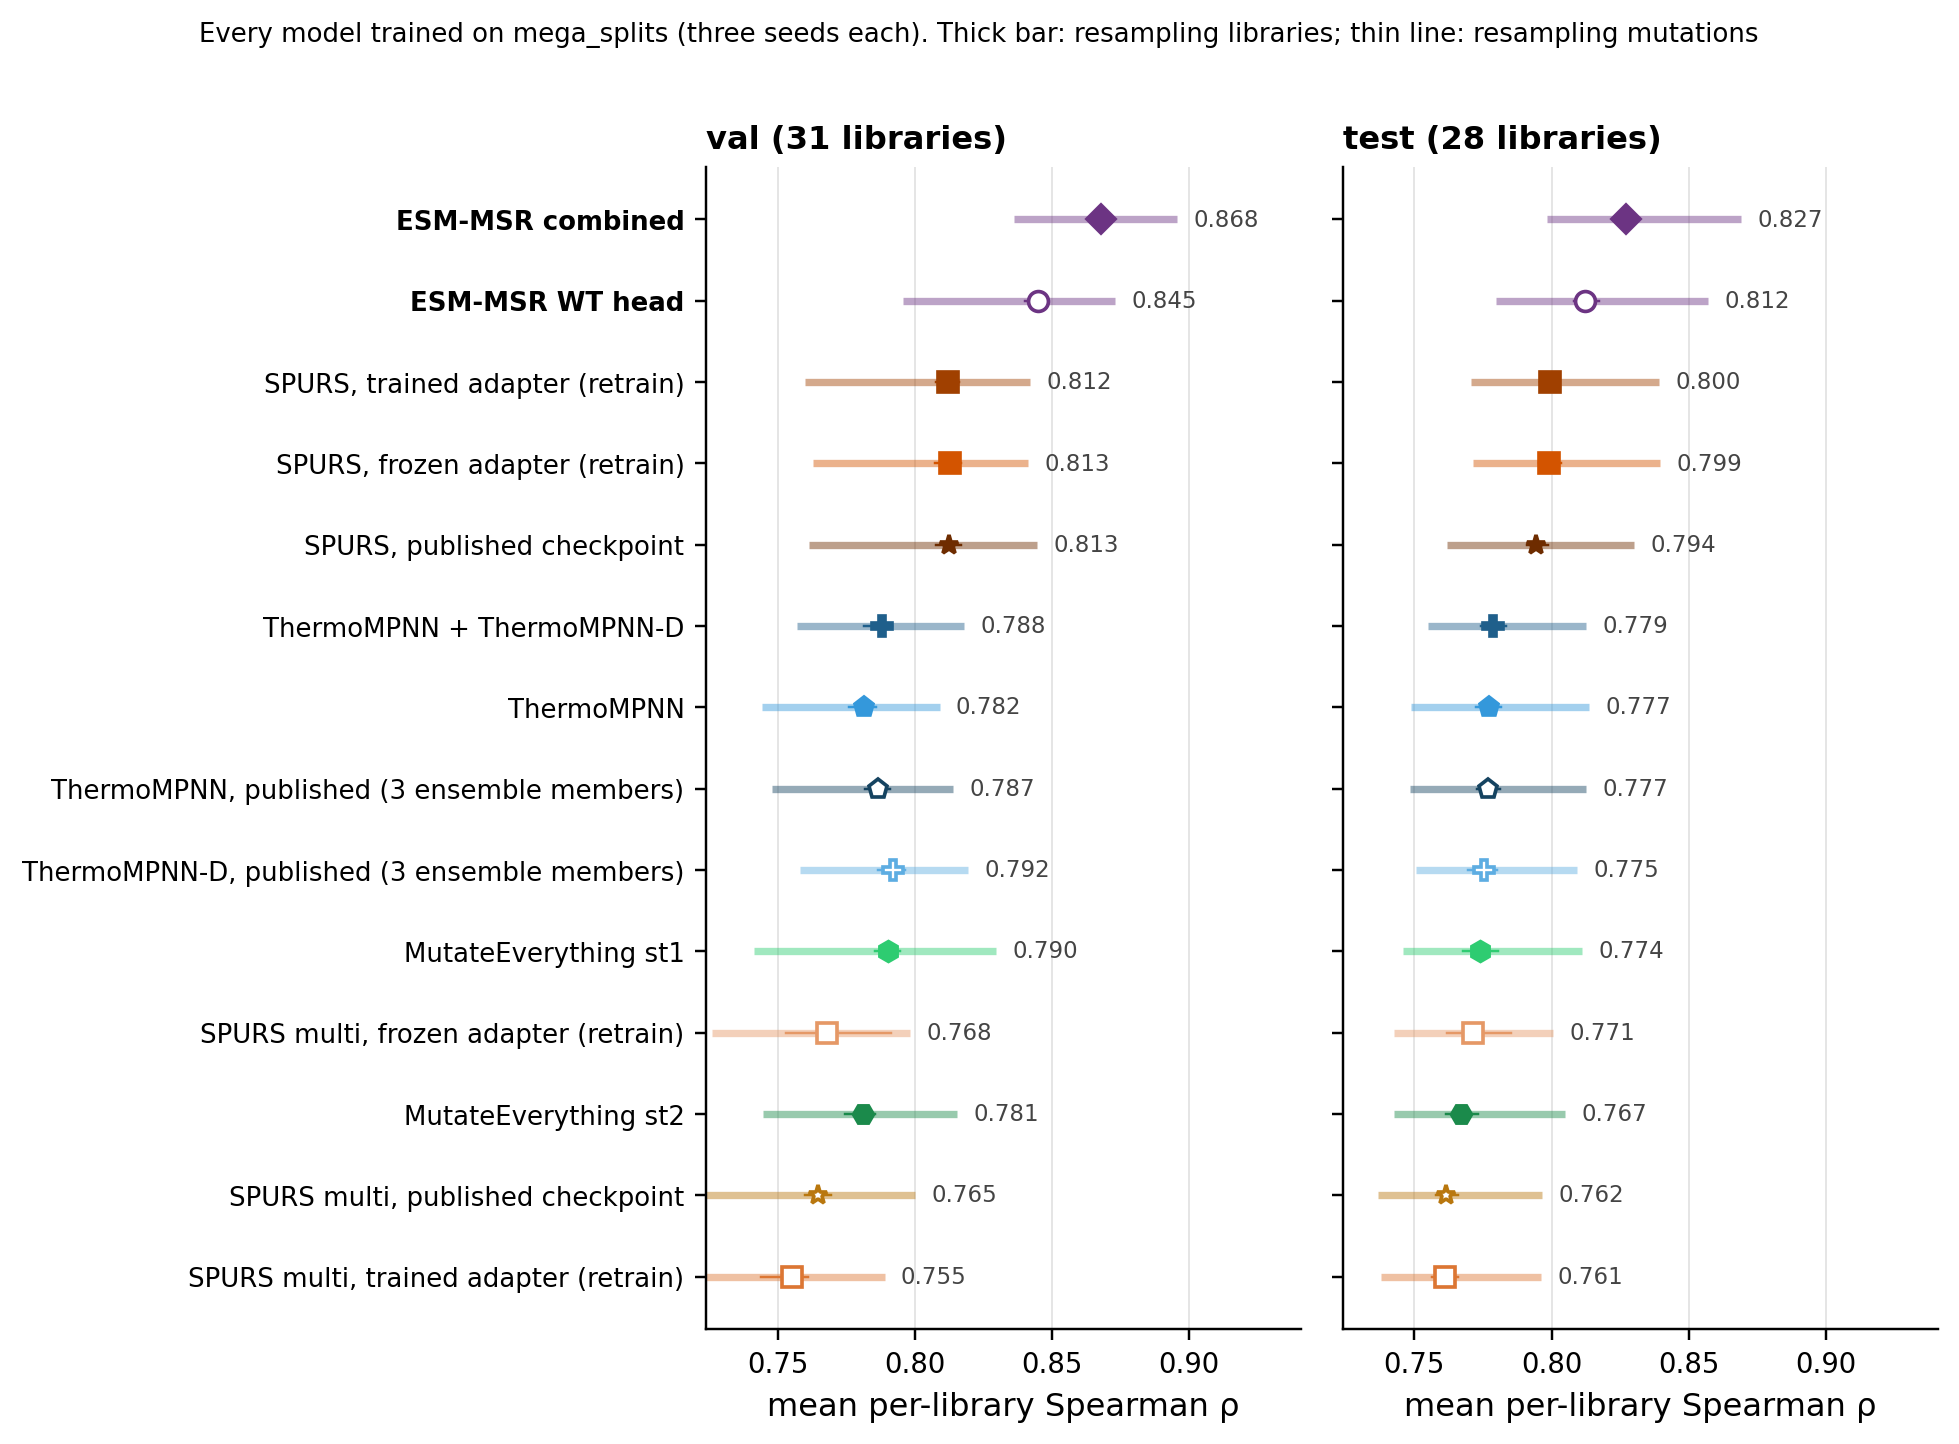 Every model trained on mega_splits (three seeds each). Thick bar: resampling libraries; thin line: resampling mutations
val (31 libraries)
test (28 libraries)
ESM-MSR combined 0.868 0.827
ESM-MSR WT head 0.845 0.812
SPURS, trained adapter (retrain) 0.812 0.800
SPURS, frozen adapter (retrain) 0.813 0.799
SPURS, published checkpoint 0.813 0.794
ThermoMPNN + ThermoMPNN-D 0.788 0.779
ThermoMPNN 0.782 0.777
ThermoMPNN, published (3 ensemble members) 0.787 0.777
ThermoMPNN-D, published (3 ensemble members) 0.792 0.775
MutateEverything st1 0.790 0.774
SPURS multi, frozen adapter (retrain) 0.768 0.771
MutateEverything st2 0.781 0.767
SPURS multi, published checkpoint 0.765 0.762
SPURS multi, trained adapter (retrain) 0.755 0.761
0.75 0.80 0.85 0.90
0.75 0.80 0.85 0.90
mean per-library Spearman ρ
mean per-library Spearman ρ